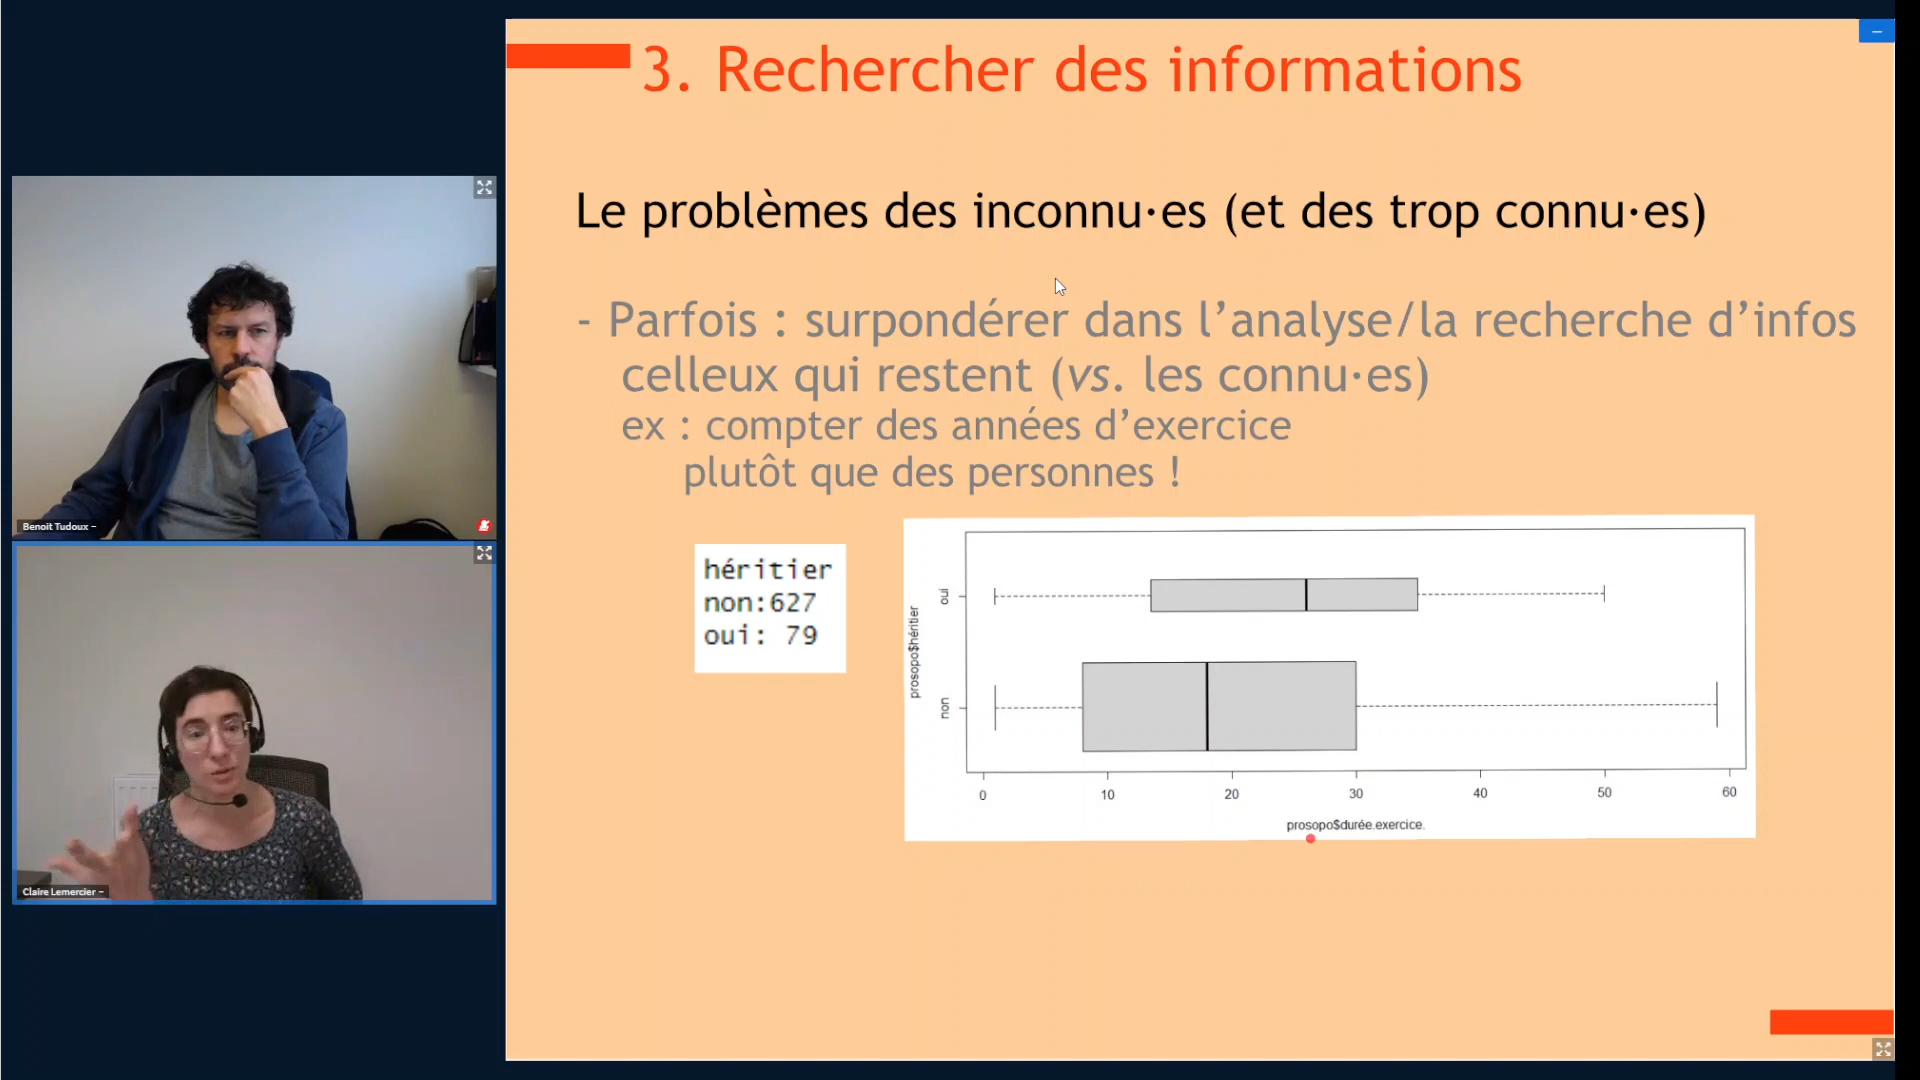 3. Rechercher des informations
Le problèmes des inconnu·es (et des trop connu·es)
- Parfois : surpondérer dans l’analyse/la recherche d’infos
celleux qui restent (vs. les connu·es)
ex : compter des années d’exercice
plutôt que des personnes !
héritier
non:627
oui: 79
prosopo$héritier
oui
non
0 10 20 30 40 50 60
prosopo$durée.exercice.
Benoit Tudoux –
Claire Lemercier –